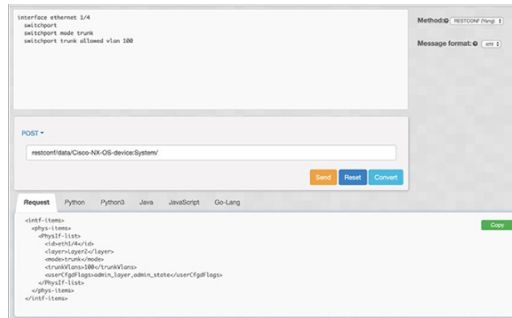 interface ethernet 1/4
switchport
switchport mode trunk
switchport trunk allowed vlan 100
Method: RESTCONF (Yang)
Message format: xml
POST
restconf/data/Cisco-NX-OS-device:System/
Send Reset Convert
Request Python Python3 Java JavaScript Go-Lang
Copy
<intf-items>
<phys-items>
<PhysIf-list>
<id>eth1/4</id>
<layer>Layer2</layer>
<mode>trunk</mode>
<trunkVlans>100</trunkVlans>
<userCfgdFlags>admin_layer,admin_state</userCfgdFlags>
</PhysIf-list>
</phys-items>
</intf-items>